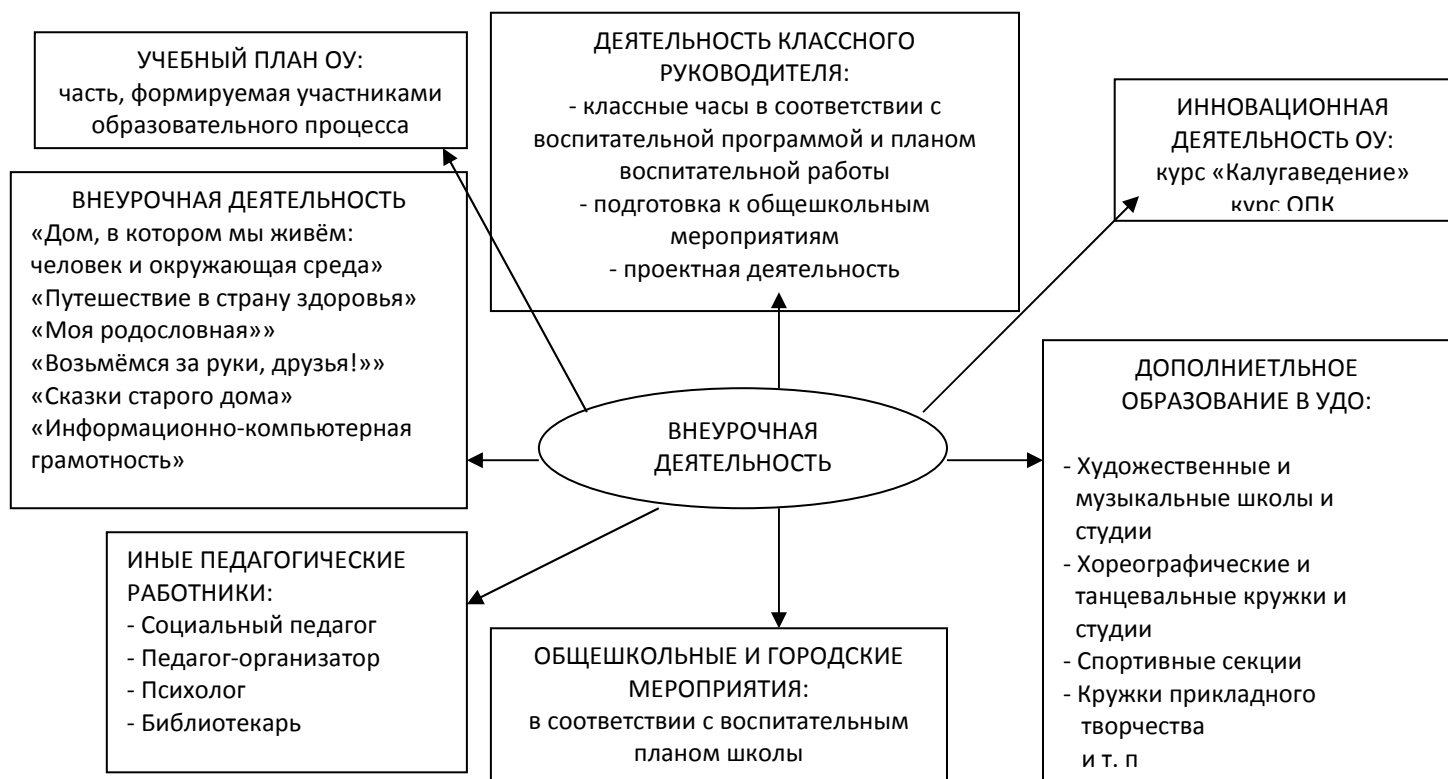 УЧЕБНЫЙ ПЛАН ОУ:
часть, формируемая участниками
образовательного процесса
ДЕЯТЕЛЬНОСТЬ КЛАССНОГО
РУКОВОДИТЕЛЯ:
- классные часы в соответствии с
воспитательной программой и планом
воспитательной работы
- подготовка к общешкольным
мероприятиям
- проектная деятельность
ИННОВАЦИОННАЯ
ДЕЯТЕЛЬНОСТЬ ОУ:
курс «Калугаведение»
курс ОПК
ВНЕУРОЧНАЯ ДЕЯТЕЛЬНОСТЬ
«Дом, в котором мы живём:
человек и окружающая среда»
«Путешествие в страну здоровья»
«Моя родословная»»
«Возьмёмся за руки, друзья!»»
«Сказки старого дома»
«Информационно-компьютерная
грамотность»
ВНЕУРОЧНАЯ
ДЕЯТЕЛЬНОСТЬ
ДОПОЛНИЕТЛЬНОЕ
ОБРАЗОВАНИЕ В УДО:
- Художественные и
музыкальные школы и
студии
- Хореографические и
танцевальные кружки и
студии
- Спортивные секции
- Кружки прикладного
творчества
и т. п
ИНЫЕ ПЕДАГОГИЧЕСКИЕ
РАБОТНИКИ:
- Социальный педагог
- Педагог-организатор
- Психолог
- Библиотекарь
ОБЩЕШКОЛЬНЫЕ И ГОРОДСКИЕ
МЕРОПРИЯТИЯ:
в соответствии с воспитательным
планом школы